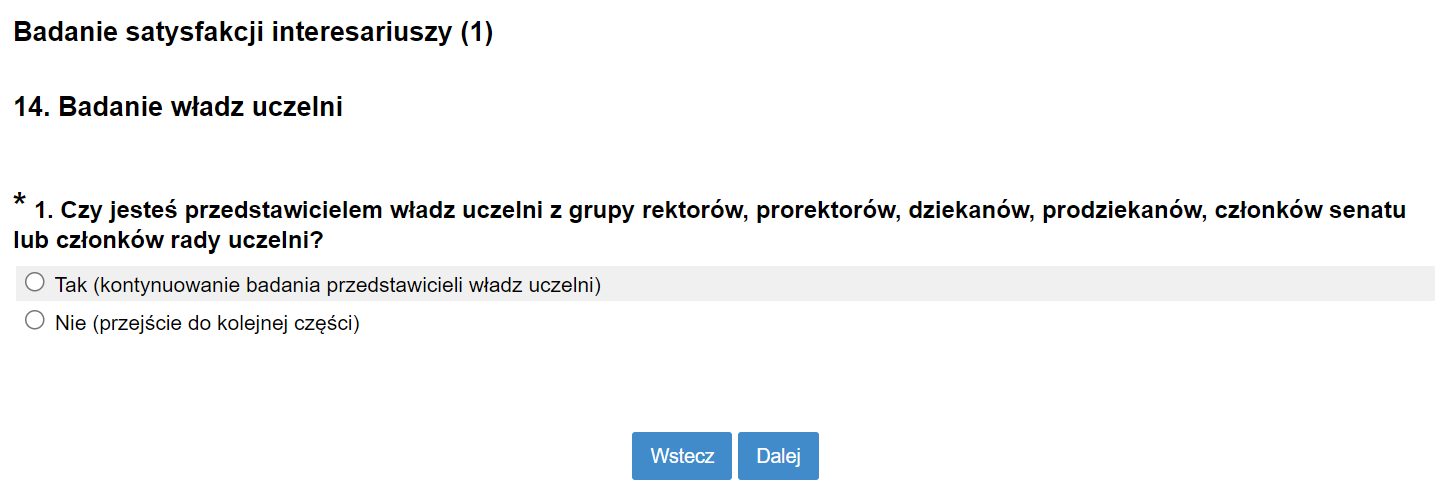 Badanie satysfakcji interesariuszy (1)
14. Badanie władz uczelni
* 1. Czy jesteś przedstawicielem władz uczelni z grupy rektorów, prorektorów, dziekanów, prodziekanów, członków senatu
lub członków rady uczelni?
Tak (kontynuowanie badania przedstawicieli władz uczelni)
Nie (przejście do kolejnej części)
Wstecz Dalej